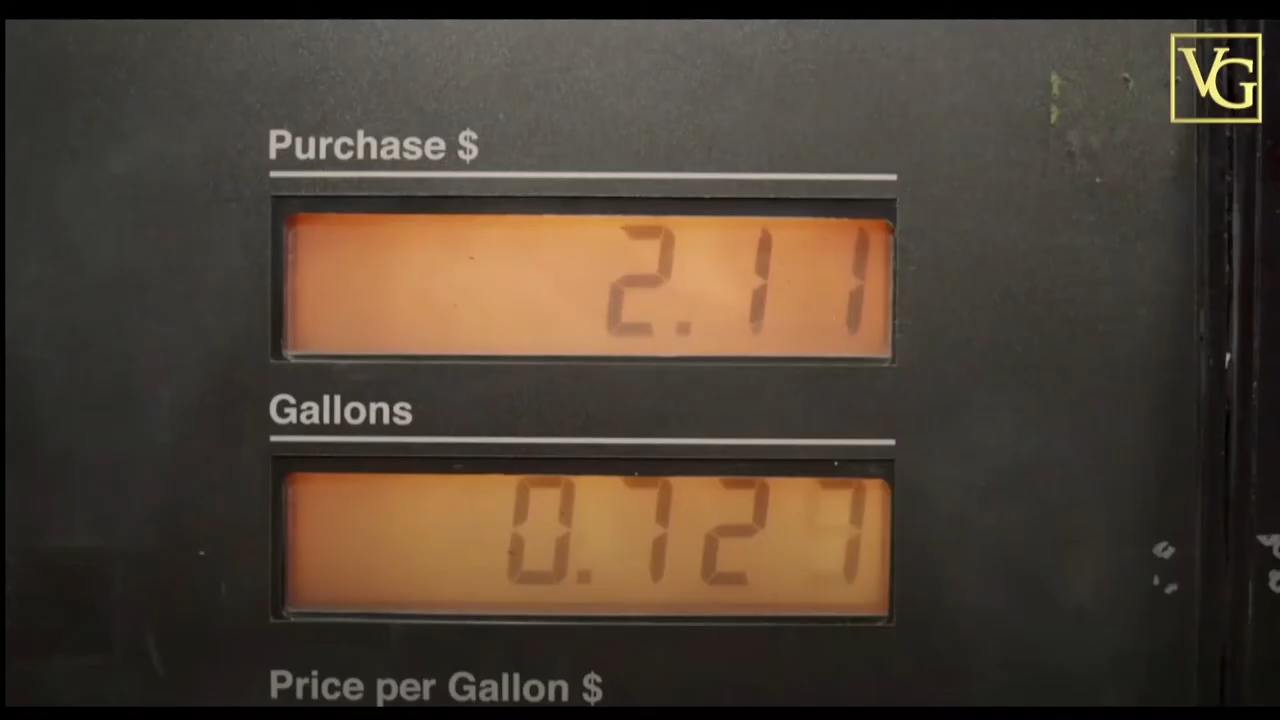 VG
Purchase $
2.11
Gallons
0.727
Price per Gallon $